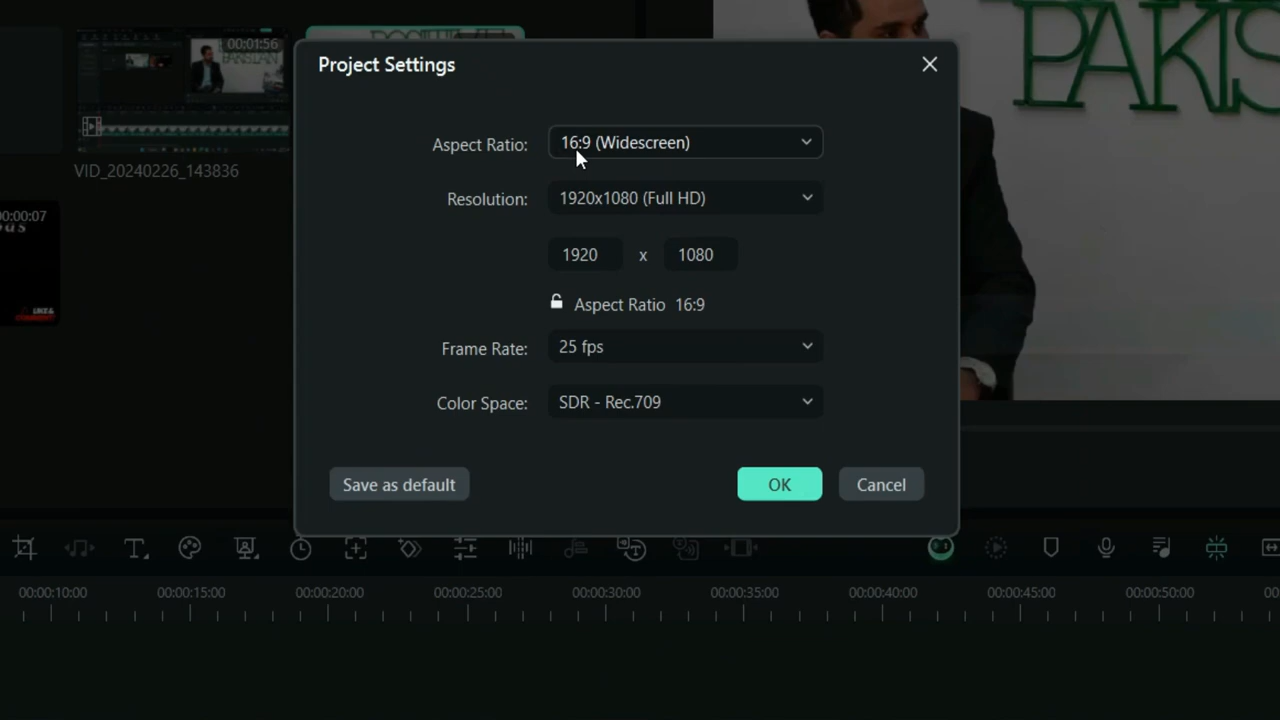 00:01:56
PAKIS
Project Settings
Aspect Ratio: 16:9 (Widescreen)
VID_20240226_143836
Resolution: 1920x1080 (Full HD)
0:00:07
1920 x 1080
Aspect Ratio 16:9
Frame Rate: 25 fps
Color Space: SDR - Rec.709
Save as default OK Cancel
00:00:10:00 00:00:15:00 00:00:20:00 00:00:25:00 00:00:30:00 00:00:35:00 00:00:40:00 00:00:45:00 00:00:50:00